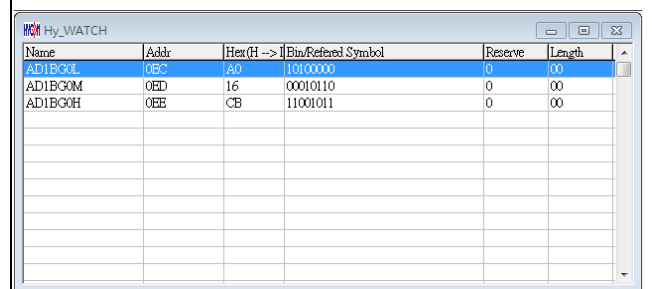 HYCON Hy_WATCH
Name Addr Hex(H --> I Bin/Refered Symbol Reserve Length
AD1BG0L 0EC A0 10100000 0 00
AD1BG0M 0ED 16 00010110 0 00
AD1BG0H 0EE CB 11001011 0 00